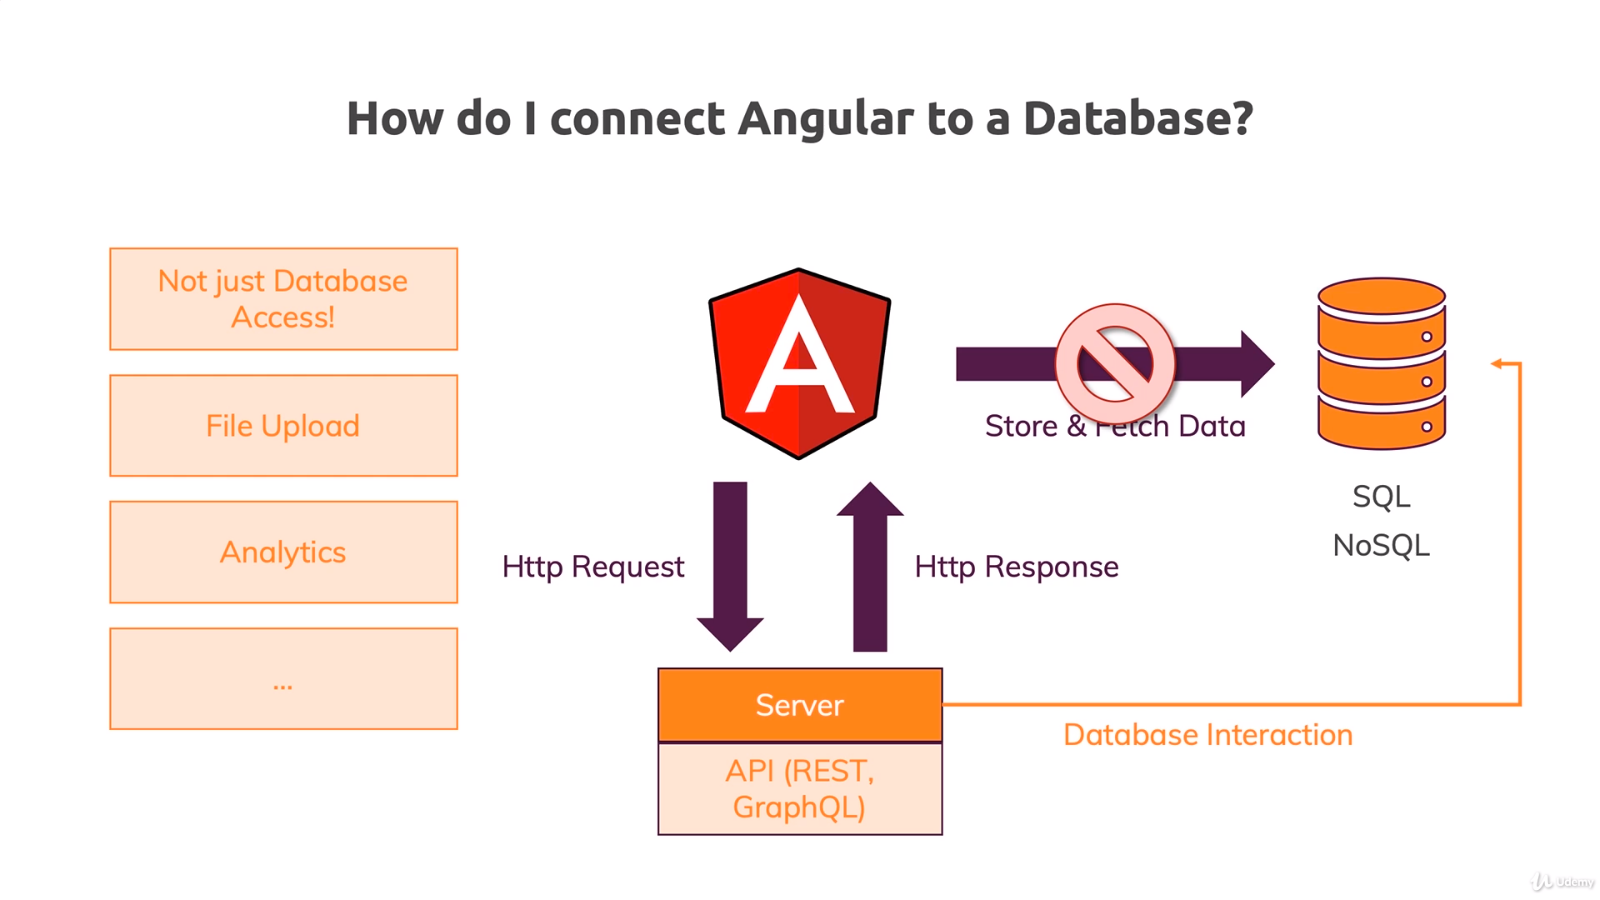 How do I connect Angular to a Database?
Not just Database
Access!
File Upload
Analytics
...
A
Store & Fetch Data
SQL
NoSQL
Http Request
Http Response
Server
API (REST,
GraphQL)
Database Interaction
Udemy